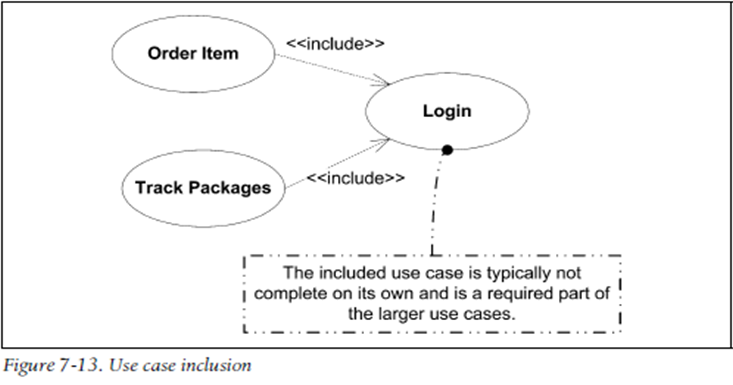 Order Item
<<include>>
Login
Track Packages
<<include>>
The included use case is typically not
complete on its own and is a required part of
the larger use cases.
Figure 7-13. Use case inclusion